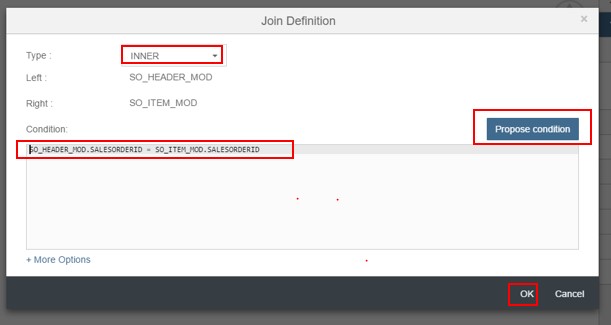 Join Definition
×
Type :
INNER
Left :
SO_HEADER_MOD
Right :
SO_ITEM_MOD
Condition:
Propose condition
SO_HEADER_MOD.SALESORDERID = SO_ITEM_MOD.SALESORDERID
+ More Options
OK
Cancel